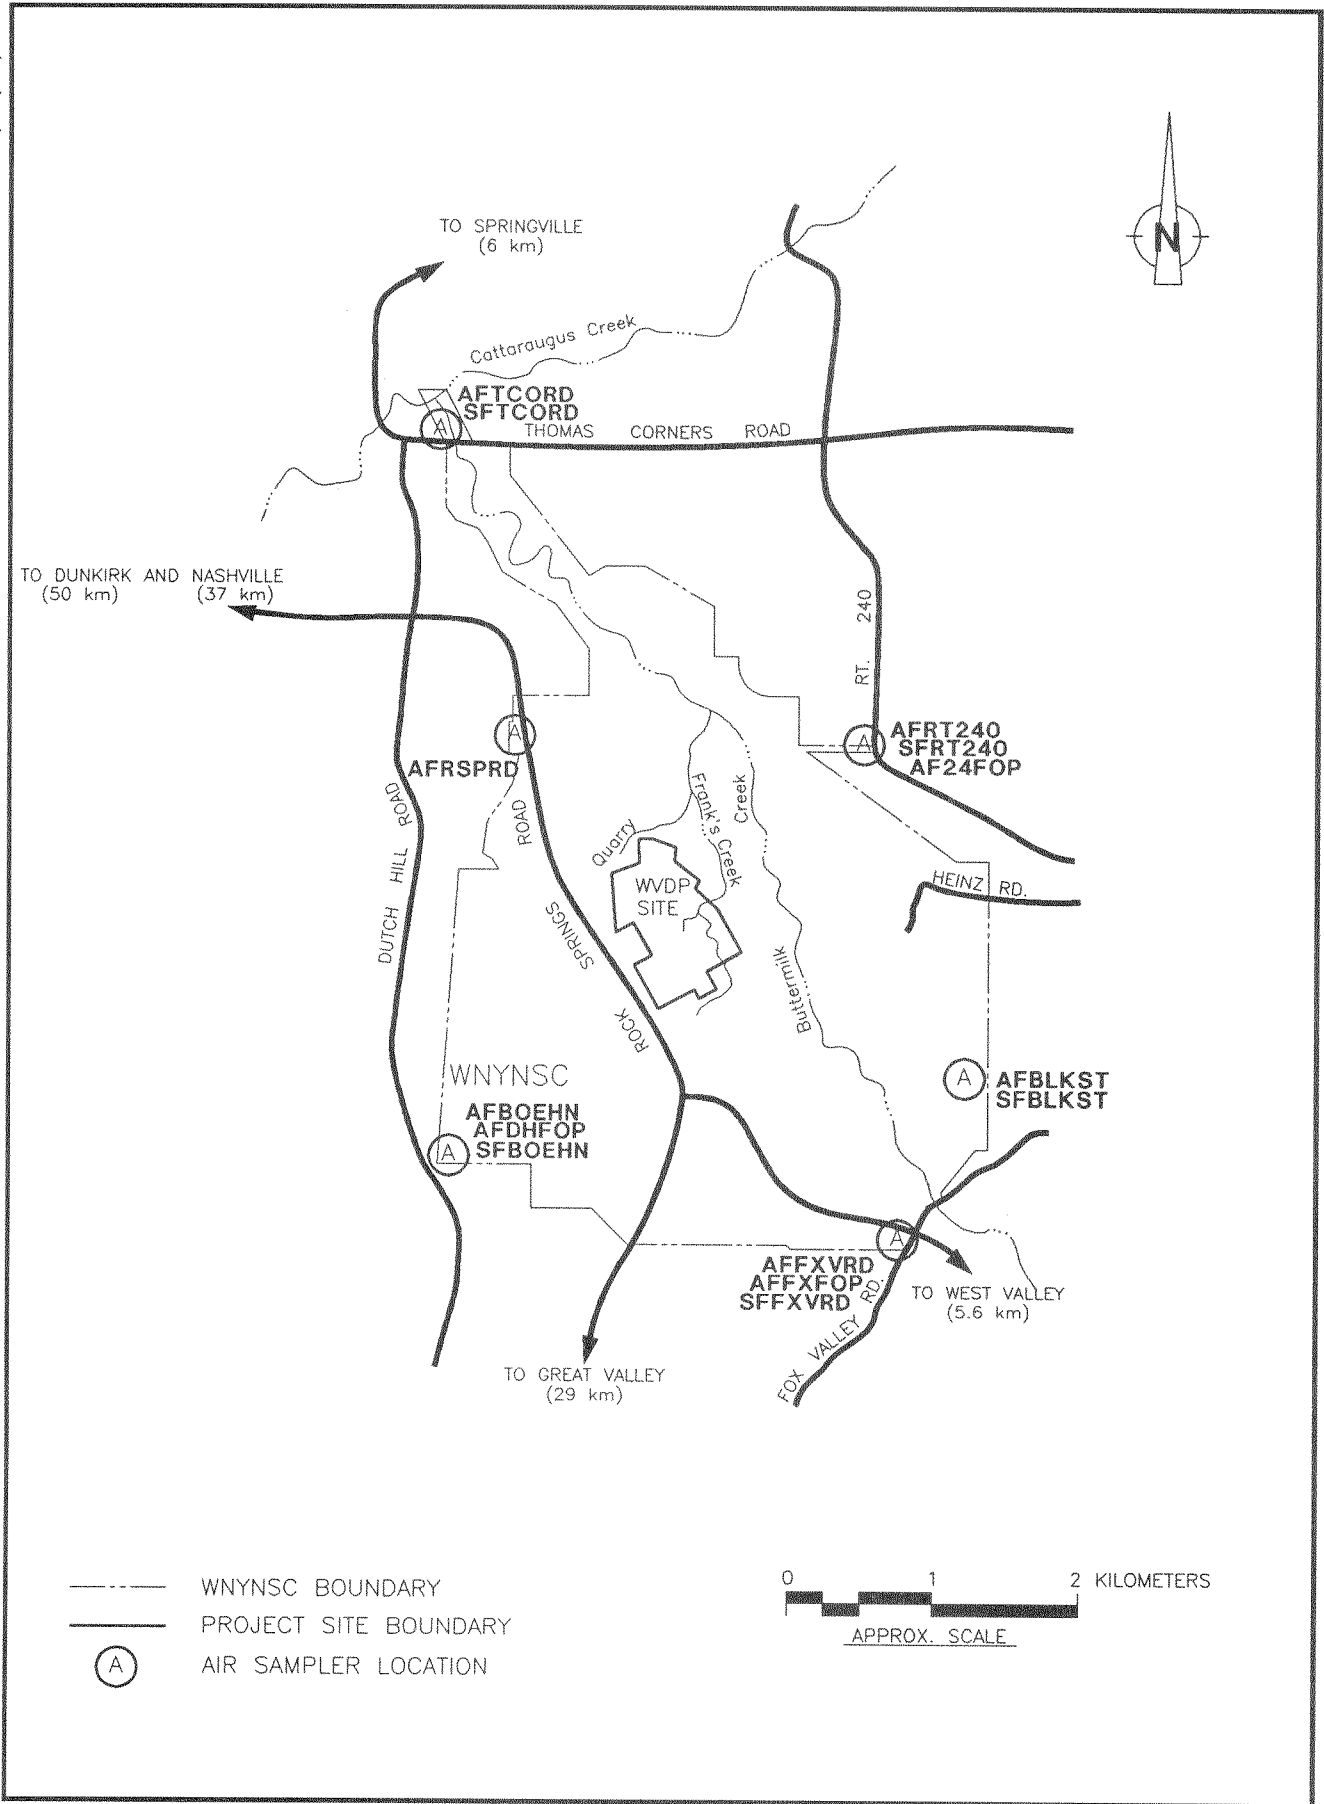 N
TO SPRINGVILLE
(6 km)
Cattaraugus Creek
AFTCORD
SFTCORD
A
THOMAS CORNERS ROAD
TO DUNKIRK AND NASHVILLE
(50 km) (37 km)
RT. 240
A
AFRSPRD
A
AFRT240
SFRT240
AF24FOP
DUTCH HILL ROAD
ROCK SPRINGS ROAD
Quarry
Frank's Creek
Buttermilk Creek
WVDP
SITE
HEINZ RD.
WNYNSC
A
AFBLKST
SFBLKST
AFBOEHN
AFDHFOP
SFBOEHN
A
A
AFFXVRD
AFFXFOP
SFFXVRD
FOX VALLEY RD.
TO WEST VALLEY
(5.6 km)
TO GREAT VALLEY
(29 km)
WNYNSC BOUNDARY
PROJECT SITE BOUNDARY
A AIR SAMPLER LOCATION
0 1 2 KILOMETERS
APPROX. SCALE